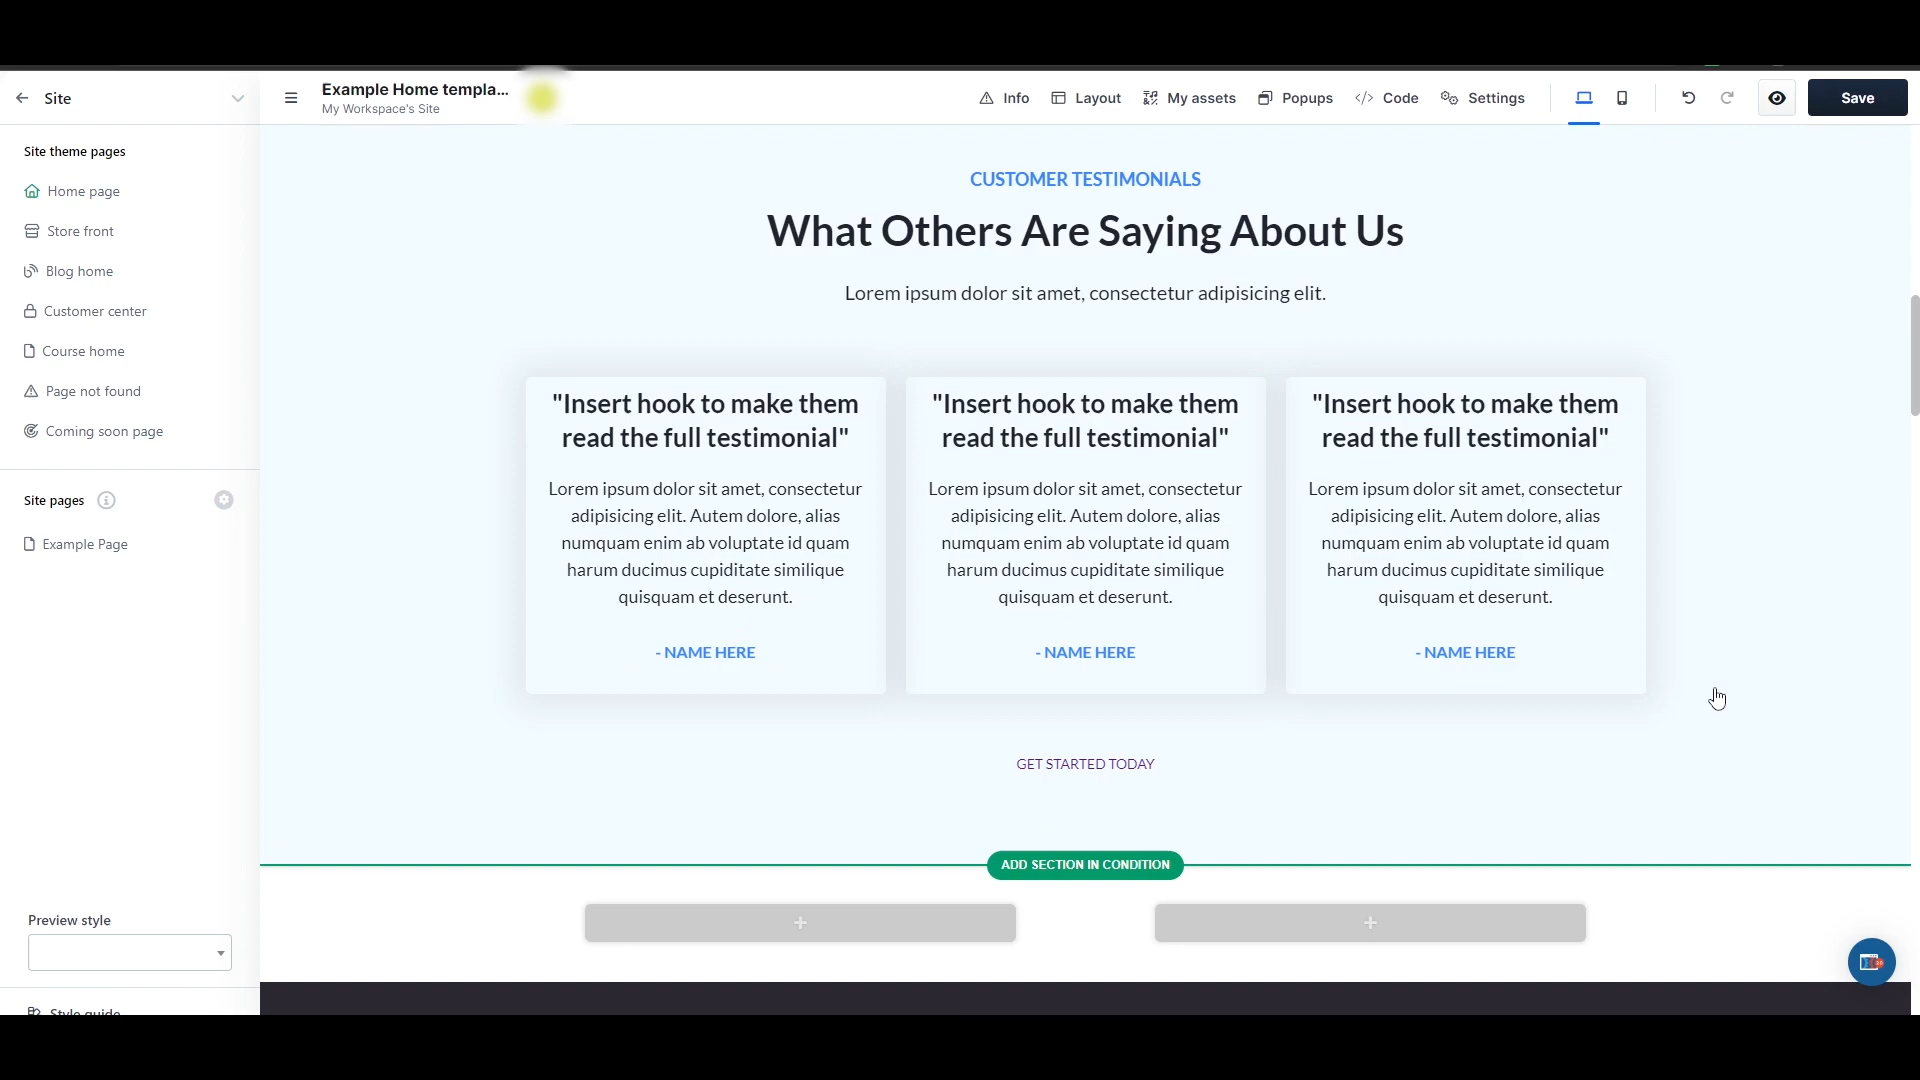 Site
Example Home templa...
My Workspace's Site
Info
Layout
My assets
Popups
</> Code
Settings
Save
Site theme pages
Home page
Store front
Blog home
Customer center
Course home
Page not found
Coming soon page
Site pages
Example Page
Preview style
Style guide
CUSTOMER TESTIMONIALS
What Others Are Saying About Us
Lorem ipsum dolor sit amet, consectetur adipisicing elit.
"Insert hook to make them
read the full testimonial"
Lorem ipsum dolor sit amet, consectetur
adipisicing elit. Autem dolore, alias
numquam enim ab voluptate id quam
harum ducimus cupiditate similique
quisquam et deserunt.
- NAME HERE
"Insert hook to make them
read the full testimonial"
Lorem ipsum dolor sit amet, consectetur
adipisicing elit. Autem dolore, alias
numquam enim ab voluptate id quam
harum ducimus cupiditate similique
quisquam et deserunt.
- NAME HERE
"Insert hook to make them
read the full testimonial"
Lorem ipsum dolor sit amet, consectetur
adipisicing elit. Autem dolore, alias
numquam enim ab voluptate id quam
harum ducimus cupiditate similique
quisquam et deserunt.
- NAME HERE
GET STARTED TODAY
ADD SECTION IN CONDITION